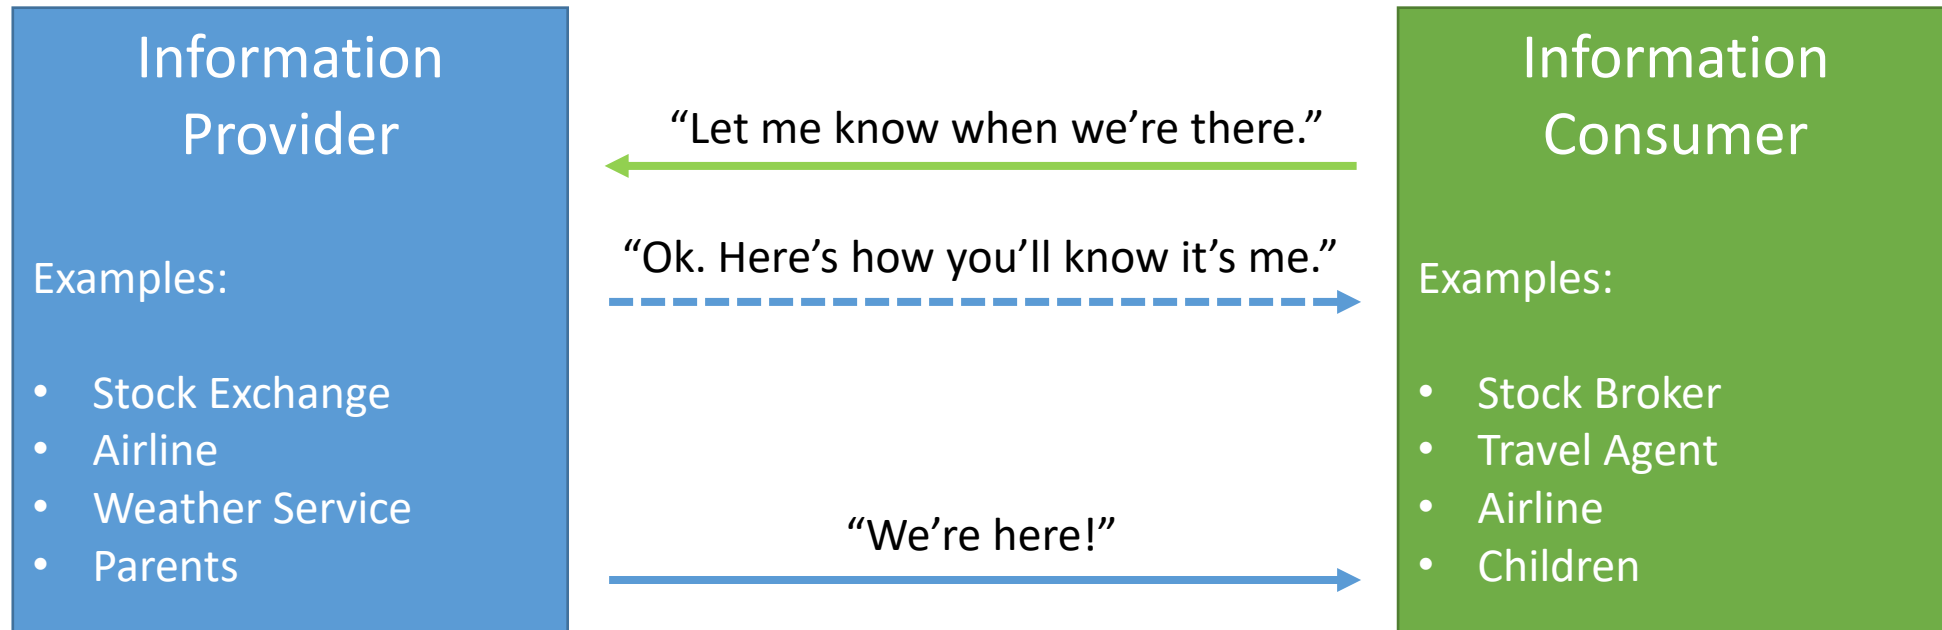 Information
Provider
Examples:
• Stock Exchange
• Airline
• Weather Service
• Parents
“Let me know when we’re there.”
“Ok. Here’s how you’ll know it’s me.”
“We’re here!”
Information
Consumer
Examples:
• Stock Broker
• Travel Agent
• Airline
• Children